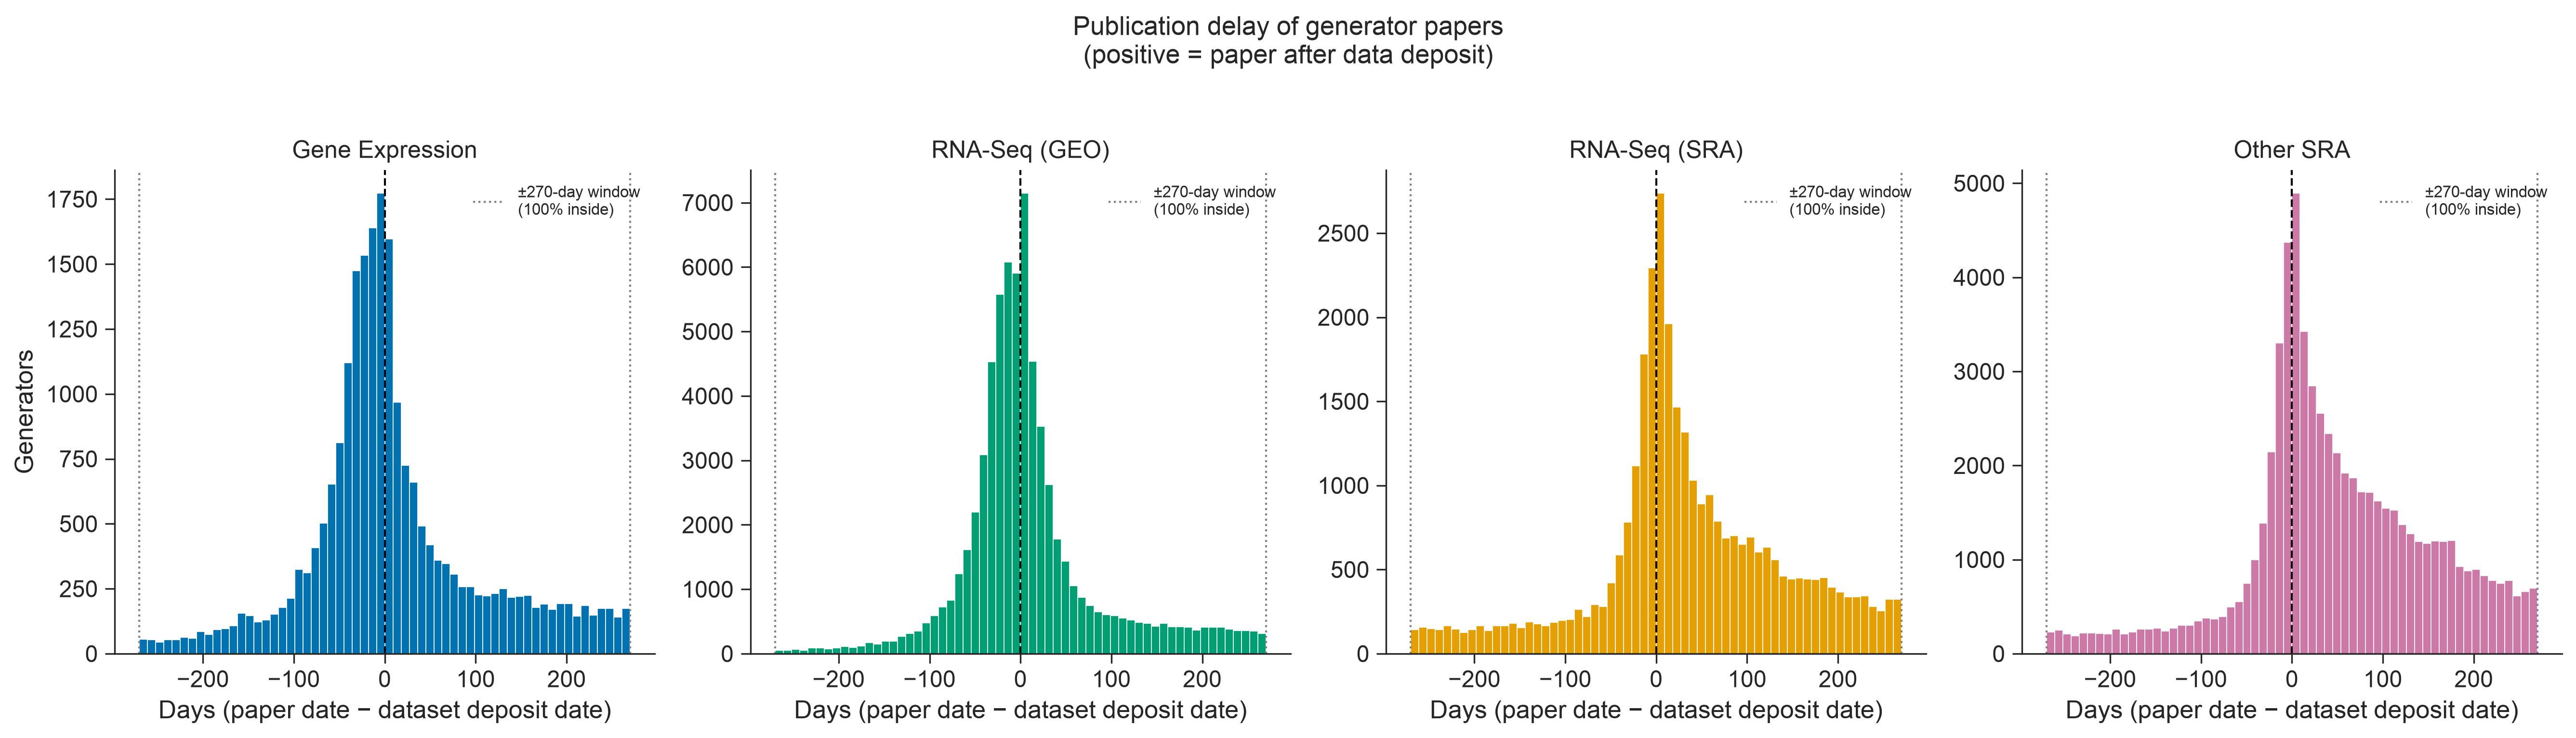 Publication delay of generator papers
(positive = paper after data deposit)
Gene Expression
±270-day window
(100% inside)
Generators
1750
1500
1250
1000
750
500
250
0
−200 −100 0 100 200
Days (paper date − dataset deposit date)
RNA-Seq (GEO)
±270-day window
(100% inside)
7000
6000
5000
4000
3000
2000
1000
0
−200 −100 0 100 200
Days (paper date − dataset deposit date)
RNA-Seq (SRA)
±270-day window
(100% inside)
2500
2000
1500
1000
500
0
−200 −100 0 100 200
Days (paper date − dataset deposit date)
Other SRA
±270-day window
(100% inside)
5000
4000
3000
2000
1000
0
−200 −100 0 100 200
Days (paper date − dataset deposit date)